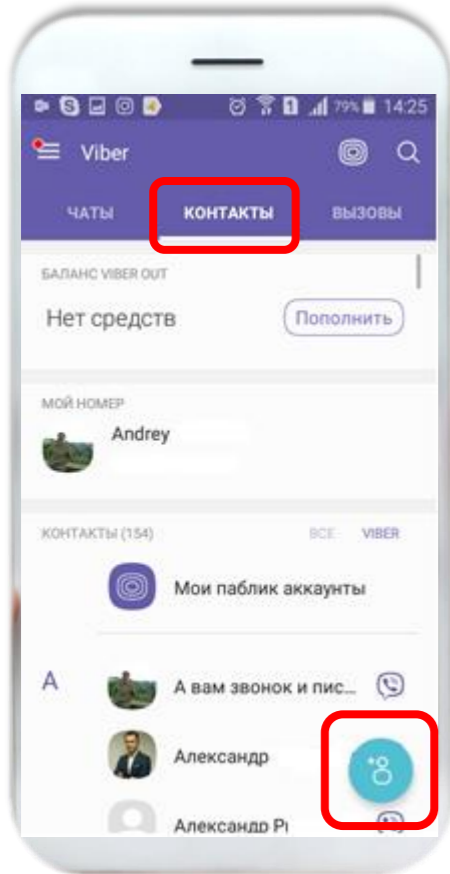 1 79% 14:25
Viber
ЧАТЫ КОНТАКТЫ ВЫЗОВЫ
БАЛАНС VIBER OUT
Нет средств Пополнить
МОЙ НОМЕР
Andrey
КОНТАКТЫ (154) ВСЕ VIBER
Мои паблик аккаунты
А А вам звонок и пис...
Александр
Александр